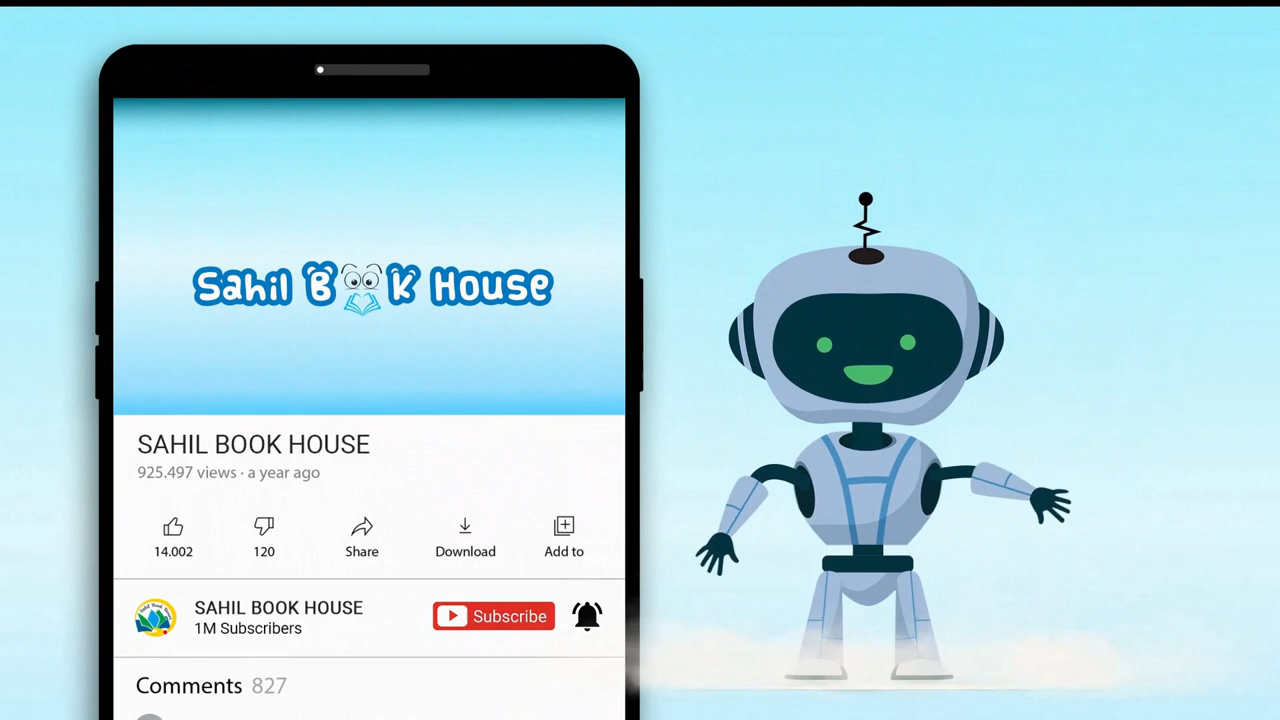 Sahil Book House
SAHIL BOOK HOUSE
925.497 views · a year ago
14.002
120
Share
Download
Add to
SAHIL BOOK HOUSE
1M Subscribers
Subscribe
Comments 827